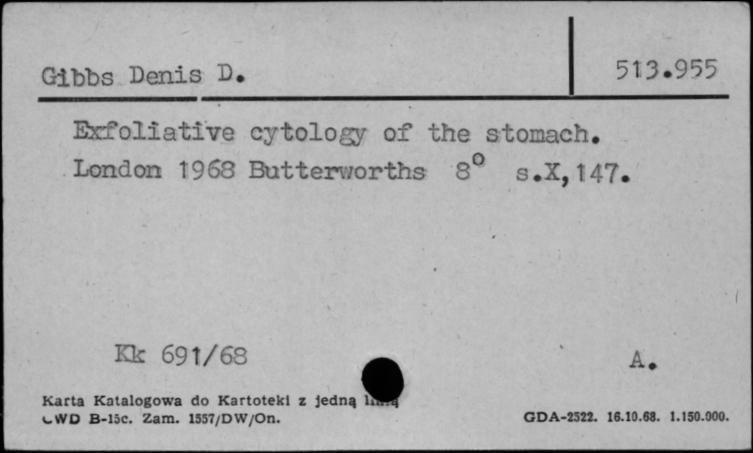 Gibbs Denis D.
513.955
Exfoliative cytology of the stomach.
London 1968 Butterworths 8° s.X,147.
Kk 691/68
A.
Karta Katalogowa do Kartoteki z jedną
CWD B-15c. Zam. 1557/DW/On.
GDA-2522. 16.10.68. 1.150.000.